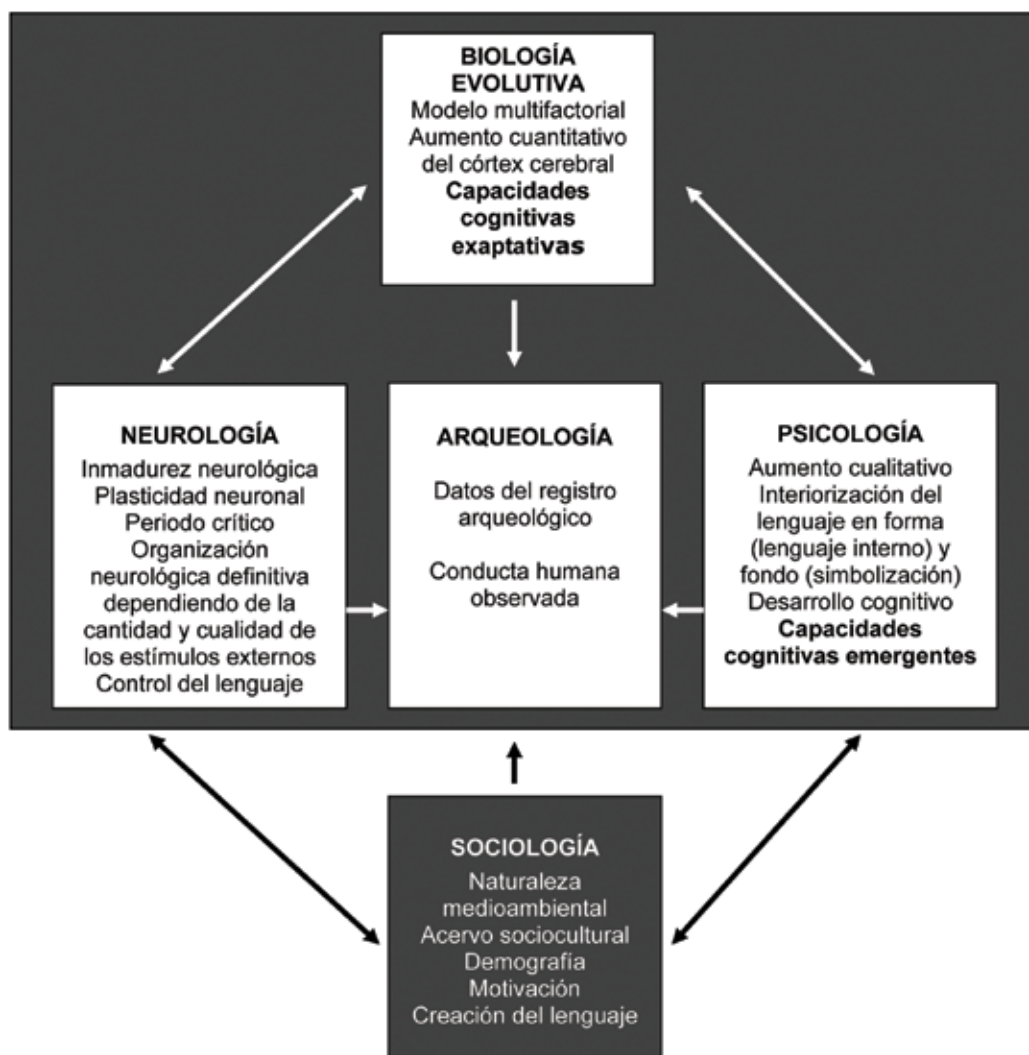 BIOLOGÍA
EVOLUTIVA
Modelo multifactorial
Aumento cuantitativo
del córtex cerebral
Capacidades
cognitivas
exaptativas
NEUROLOGÍA
Inmadurez neurológica
Plasticidad neuronal
Periodo crítico
Organización
neurológica definitiva
dependiendo de la
cantidad y cualidad de
los estímulos externos
Control del lenguaje
ARQUEOLOGÍA
Datos del registro
arqueológico
Conducta humana
observada
PSICOLOGÍA
Aumento cualitativo
Interiorización del
lenguaje en forma
(lenguaje interno) y
fondo (simbolización)
Desarrollo cognitivo
Capacidades
cognitivas emergentes
SOCIOLOGÍA
Naturaleza
medioambiental
Acervo sociocultural
Demografía
Motivación
Creación del lenguaje